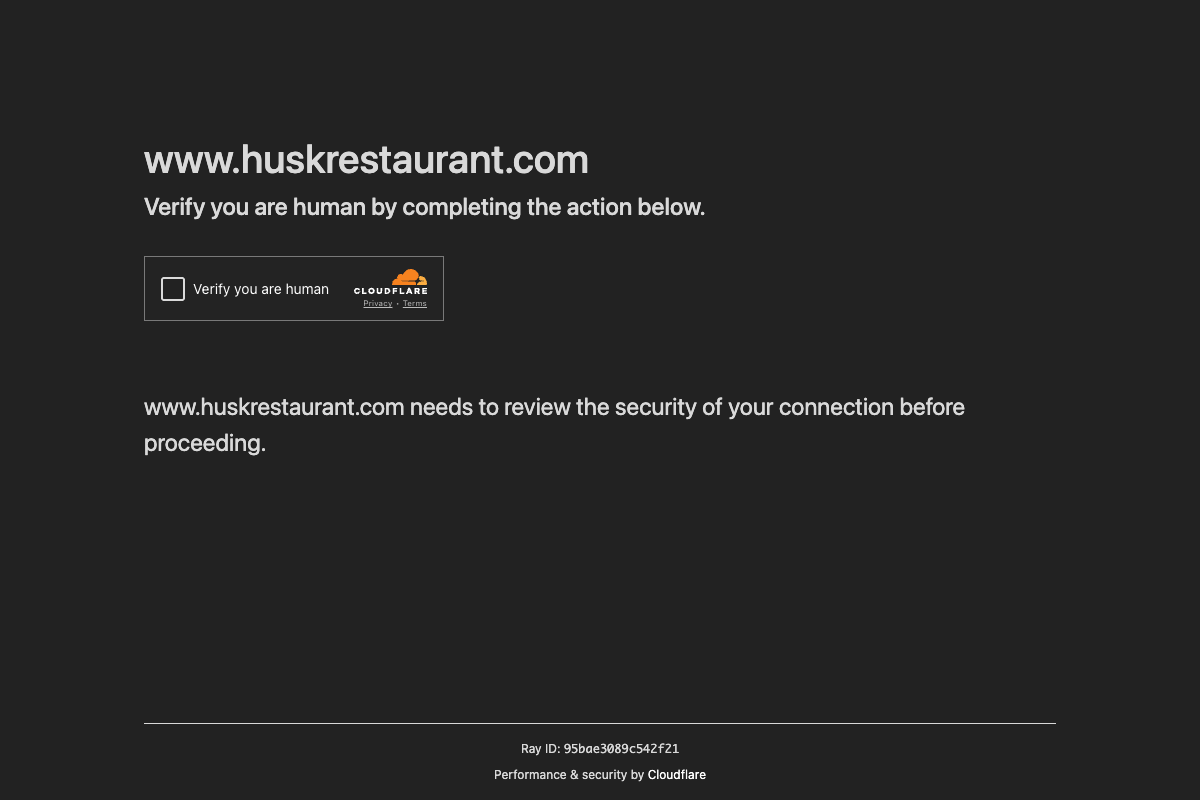 www.huskrestaurant.com
Verify you are human by completing the action below.
Verify you are human
CLOUDFLARE
Privacy • Terms
www.huskrestaurant.com needs to review the security of your connection before
proceeding.
Ray ID: 95bae3089c542f21
Performance & security by Cloudflare